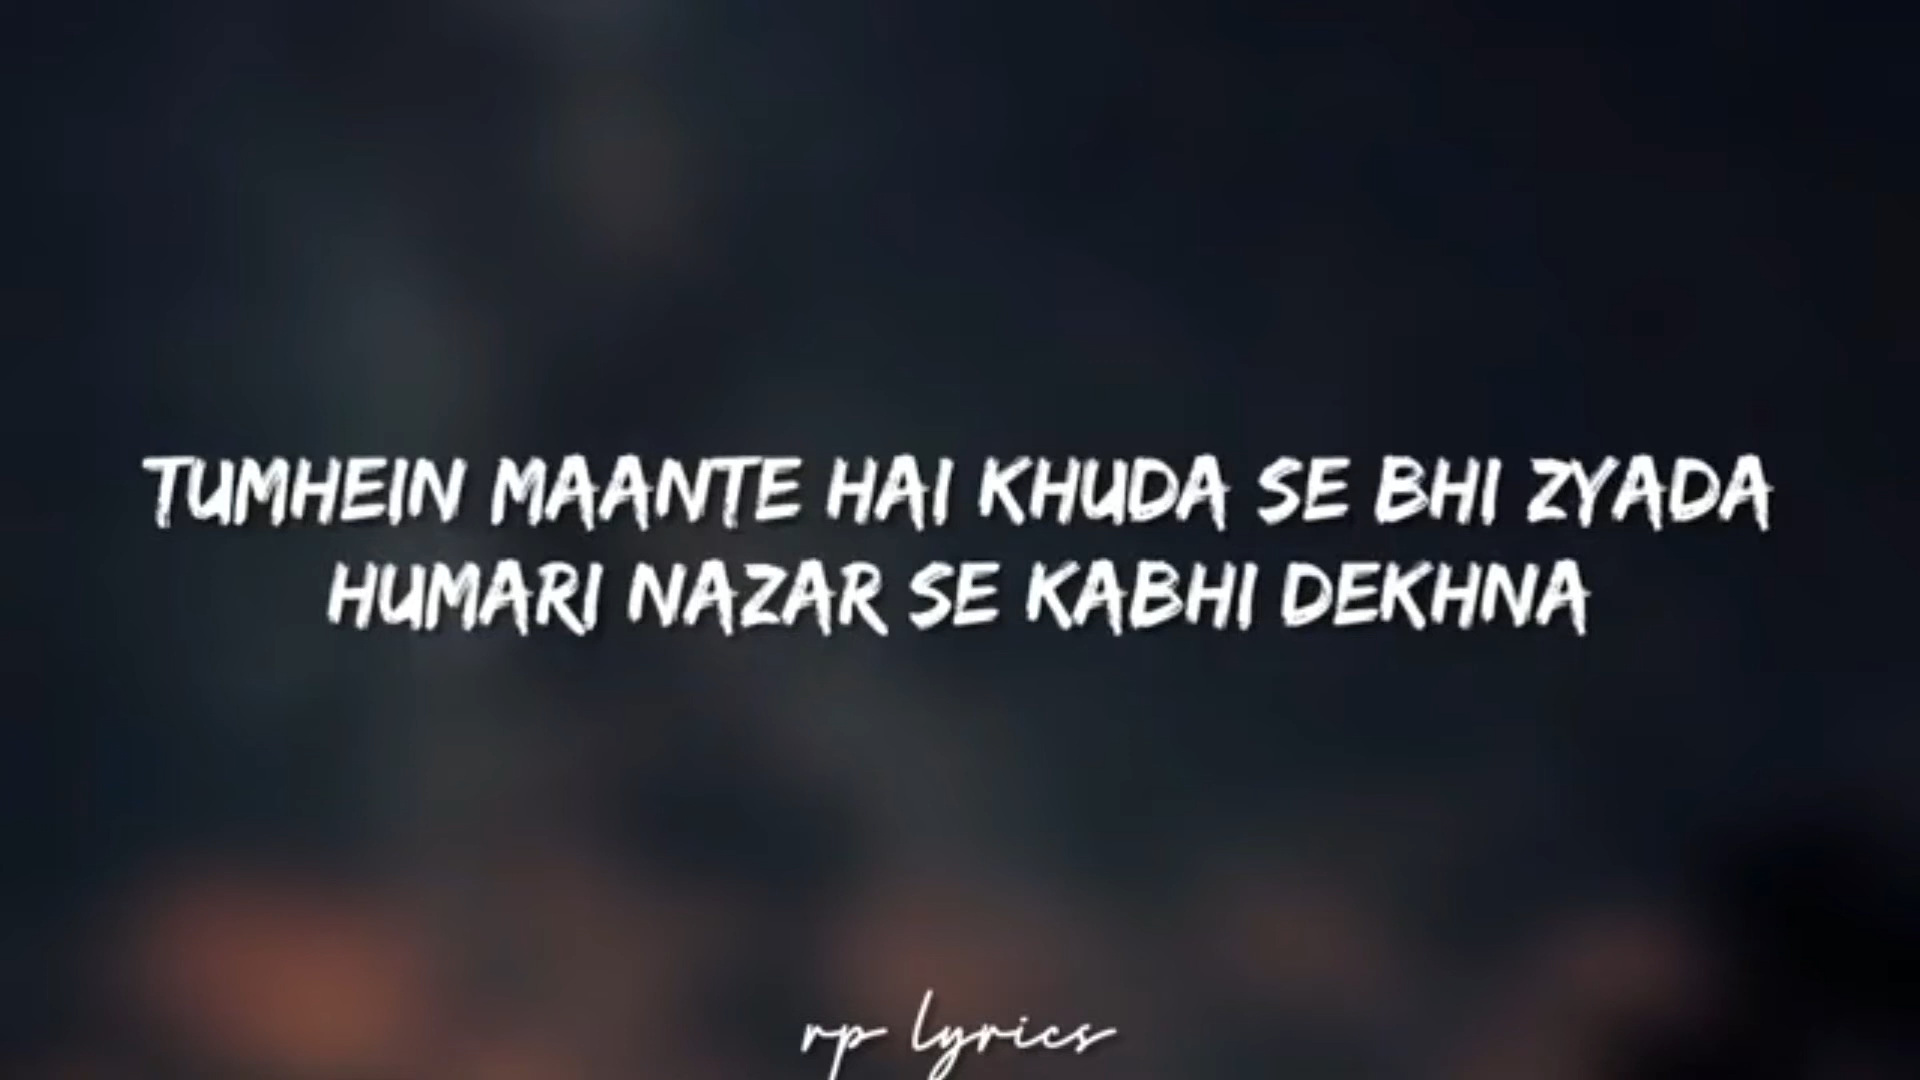 TUMHEIN MAANTE HAI KHUDA SE BHI ZYADA
HUMARI NAZAR SE KABHI DEKHNA
rp lyrics